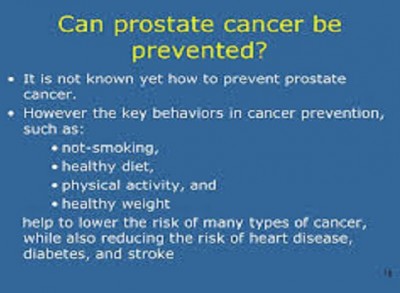 Can prostate cancer be
prevented?
• It is not known yet how to prevent prostate
cancer.
• However the key behaviors in cancer prevention,
such as:
• not-smoking,
• healthy diet,
• physical activity, and
• healthy weight
help to lower the risk of many types of cancer,
while also reducing the risk of heart disease,
diabetes, and stroke